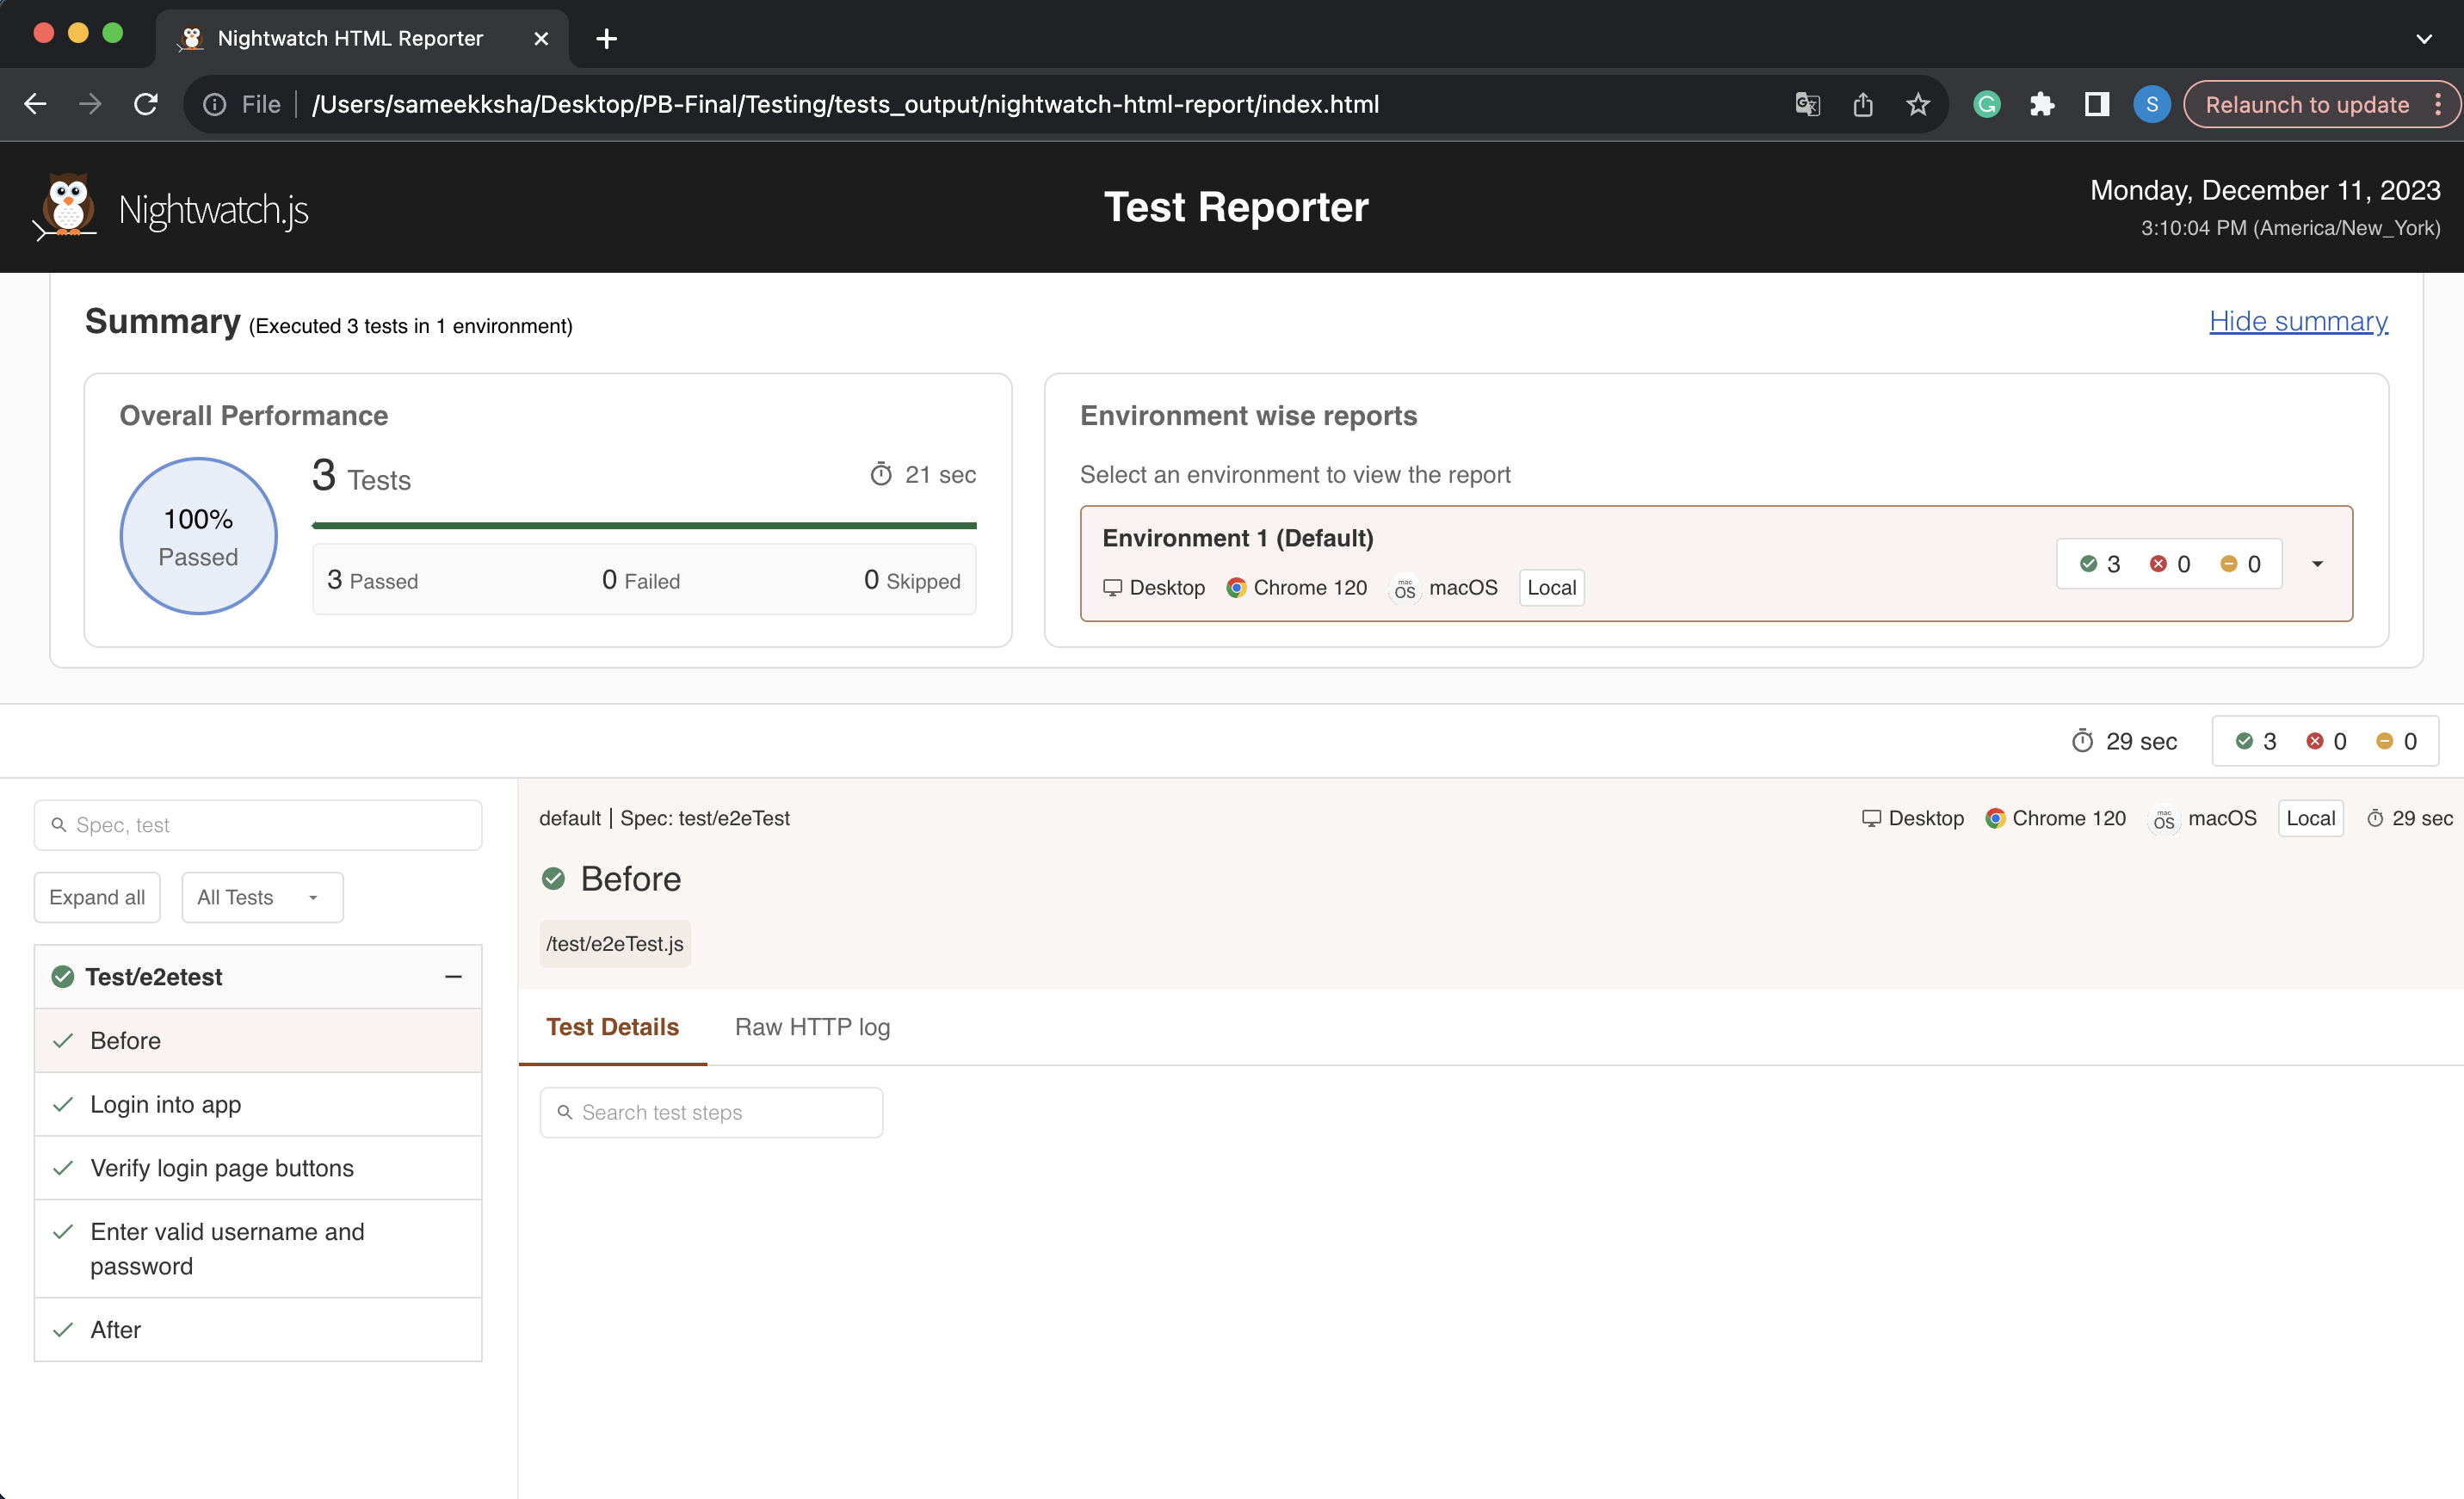 Nightwatch HTML Reporter
File /Users/sameekksha/Desktop/PB-Final/Testing/tests_output/nightwatch-html-report/index.html
S
Relaunch to update
Nightwatch.js
Test Reporter
Monday, December 11, 2023
3:10:04 PM (America/New_York)
Summary (Executed 3 tests in 1 environment)
Hide summary
Overall Performance
100%
Passed
3 Tests
21 sec
3 Passed
0 Failed
0 Skipped
Environment wise reports
Select an environment to view the report
Environment 1 (Default)
Desktop
Chrome 120
mac
OS
macOS
Local
3 0 0
29 sec
3 0 0
Spec, test
Expand all
All Tests
Test/e2etest
Before
Login into app
Verify login page buttons
Enter valid username and
password
After
default | Spec: test/e2eTest
Desktop
Chrome 120
mac
OS
macOS
Local
29 sec
Before
/test/e2eTest.js
Test Details
Raw HTTP log
Search test steps